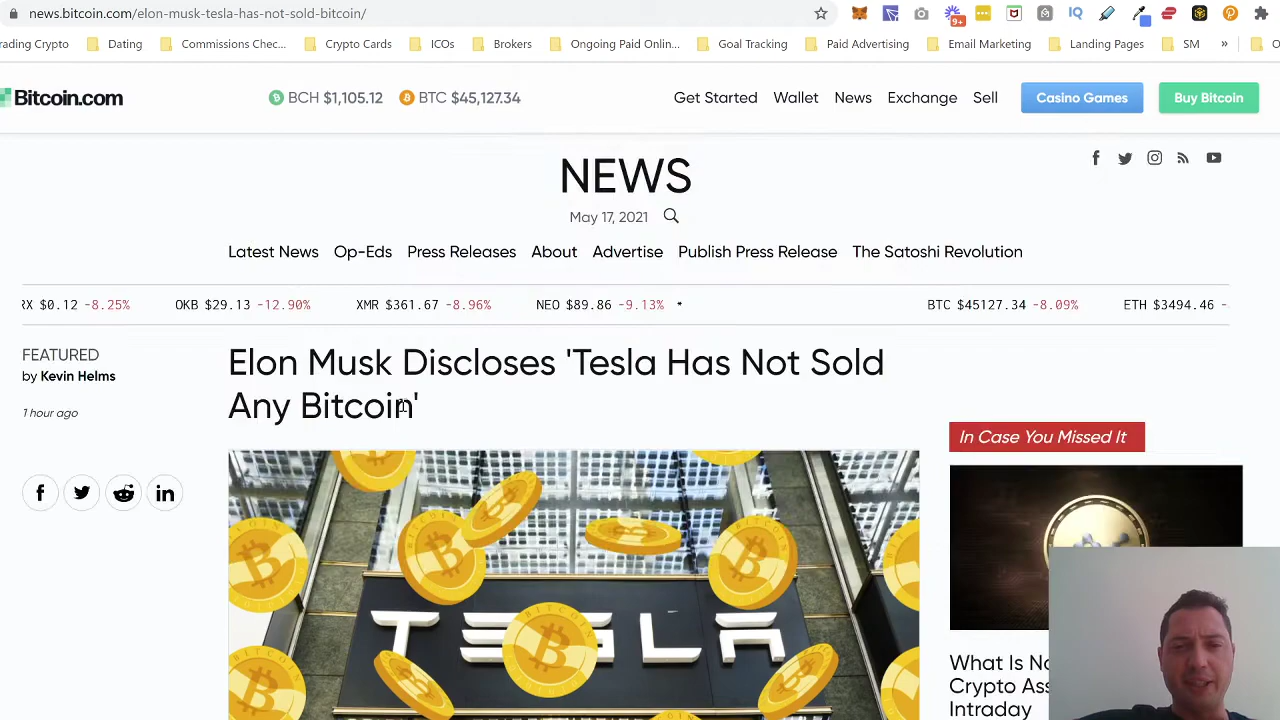 news.bitcoin.com/elon-musk-tesla-has-not-sold-bitcoin/
9+
IQ
rading Crypto Dating Commissions Chec... Crypto Cards ICOs Brokers Ongoing Paid Onlin... Goal Tracking Paid Advertising Email Marketing Landing Pages SM » O
Bitcoin.com BCH $1,105.12 BTC $45,127.34 Get Started Wallet News Exchange Sell Casino Games Buy Bitcoin
NEWS
May 17, 2021
Latest News Op-Eds Press Releases About Advertise Publish Press Release The Satoshi Revolution
RX $0.12 -8.25% OKB $29.13 -12.90% XMR $361.67 -8.96% NEO $89.86 -9.13% * BTC $45127.34 -8.09% ETH $3494.46 -
FEATURED
by Kevin Helms
1 hour ago
Elon Musk Discloses 'Tesla Has Not Sold
Any Bitcoin'
In Case You Missed It
TESLA
What Is No
Crypto Ass
Intraday